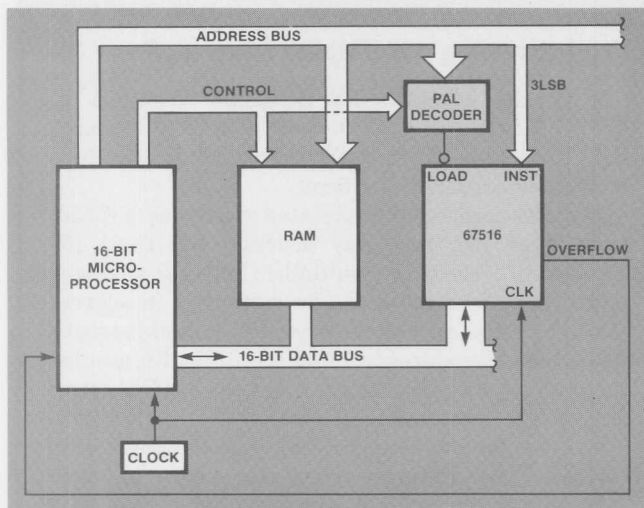 ADDRESS BUS
CONTROL
3LSB
PAL
DECODER
LOAD
INST
16-BIT
MICRO-
PROCESSOR
RAM
67516
OVERFLOW
CLK
16-BIT DATA BUS
CLOCK